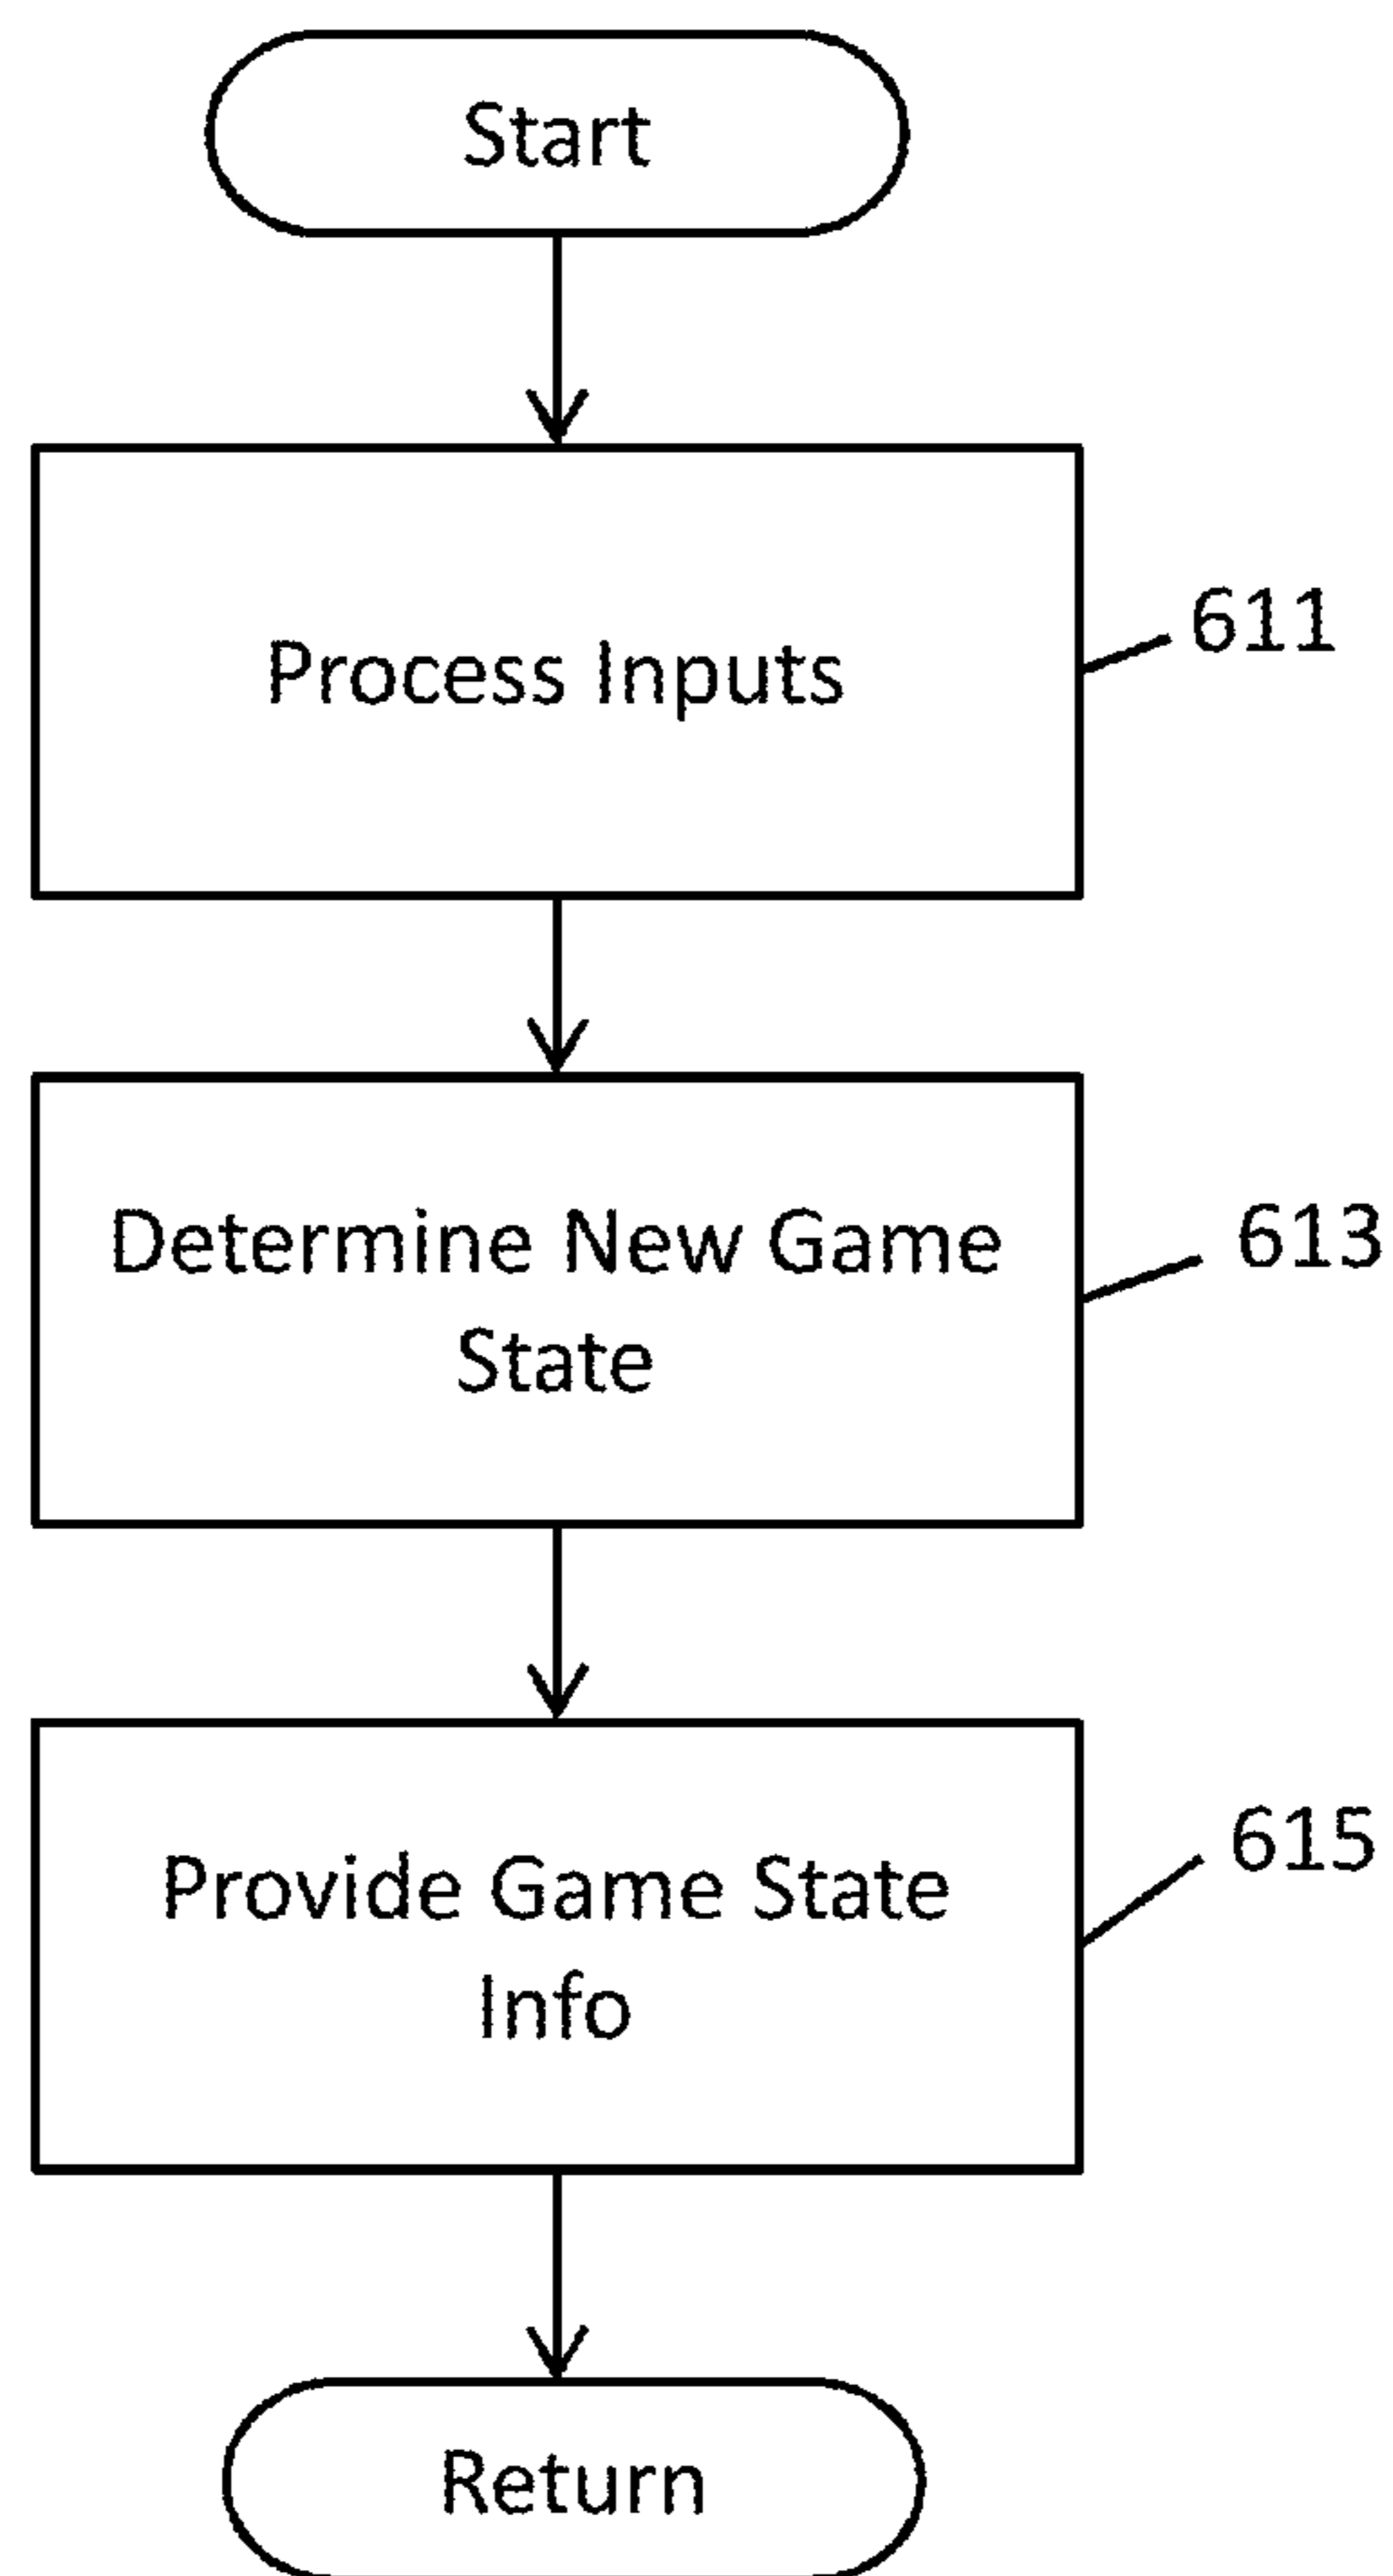 Start
Process Inputs
611
Determine New Game
State
613
Provide Game State
Info
615
Return